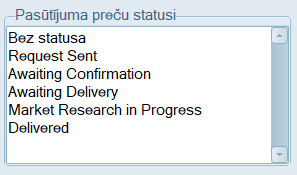 Pasūtījuma preču statusi
Bez statusa
Request Sent
Awaiting Confirmation
Awaiting Delivery
Market Research in Progress
Delivered